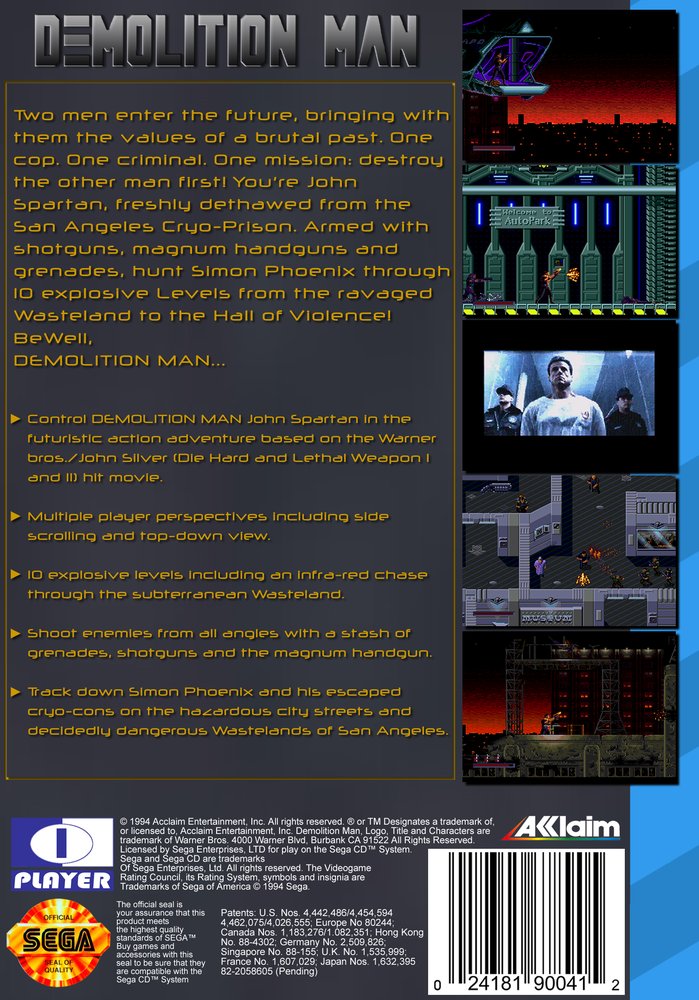 DEMOLITION MAN
Two men enter the future, bringing with
them the values of a brutal past. One
cop. One criminal. One mission: destroy
the other man first! You're John
Spartan, freshly dethawed from the
San Angeles Cryo-Prison. Armed with
shotguns, magnum handguns and
grenades, hunt Simon Phoenix through
10 explosive Levels from the ravaged
Wasteland to the Hall of Violence!
BeWell,
DEMOLITION MAN...
Control DEMOLITION MAN John Spartan in the
futuristic action adventure based on the Warner
bros./John Silver (Die Hard and Lethal Weapon I
and II) hit movie.
Multiple player perspectives including side
scrolling and top-down view.
10 explosive levels including an infra-red chase
through the subterranean Wasteland.
Shoot enemies from all angles with a stash of
grenades, shotguns and the magnum handgun.
Track down Simon Phoenix and his escaped
cryo-cons on the hazardous city streets and
decidedly dangerous Wastelands of San Angeles.
Welcome to
AutoPark
MUSEUM
1
PLAYER
© 1994 Acclaim Entertainment, Inc. All rights reserved. ® or TM Designates a trademark of,
or licensed to, Acclaim Entertainment, Inc. Demolition Man, Logo, Title and Characters are
trademark of Warner Bros. 4000 Warner Blvd, Burbank CA 91522 All Rights Reserved.
Licensed by Sega Enterprises, LTD for play on the Sega CD™ System.
Sega and Sega CD are trademarks
Of Sega Enterprises, Ltd. All rights reserved. The Videogame
Rating Council, its Rating System, symbols and insignia are
Trademarks of Sega of America © 1994 Sega.
AKKlaim
OFFICIAL
SEGA
SEAL OF
QUALITY
The official seal is
your assurance that this
product meets
the highest quality
standards of SEGA™
Buy games and
accessories with this
seal to be sure that they
are compatible with the
Sega CD™ System
Patents: U.S. Nos. 4,442,486/4,454,594
4,462,075/4,026,555; Europe No 80244;
Canada Nos. 1,183,276/1.082,351; Hong Kong
No. 88-4302; Germany No. 2,509,826;
Singapore No. 88-155; U.K. No. 1,535,999;
France No. 1,607,029; Japan Nos. 1,632,395
82-2058605 (Pending)
0 24181 90041 2